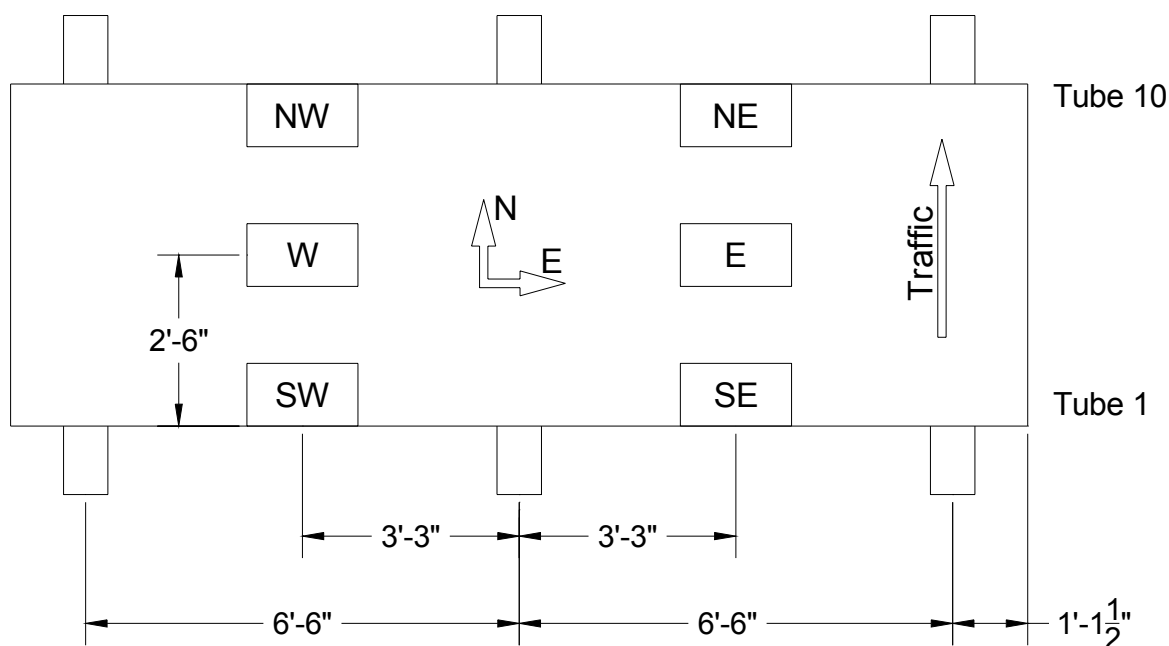 NW NE Tube 10
N
W E E Traffic
2'-6"
SW SE Tube 1
3'-3" 3'-3"
6'-6" 6'-6" 1'-1½"